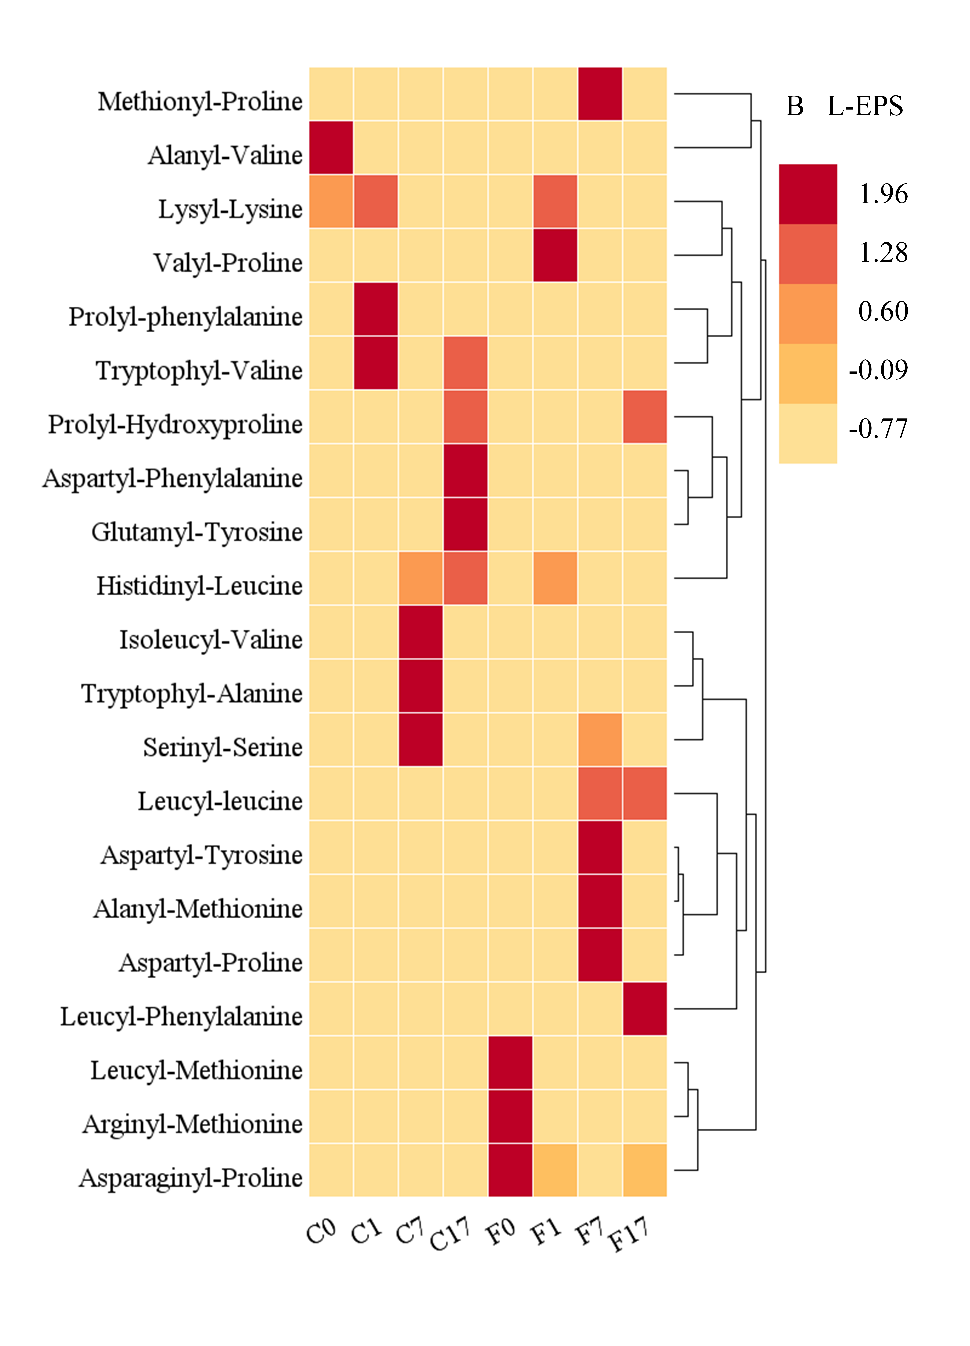 B L-EPS
1.96
1.28
0.60
-0.09
-0.77
Methionyl-Proline
Alanyl-Valine
Lysyl-Lysine
Valyl-Proline
Prolyl-phenylalanine
Tryptophyl-Valine
Prolyl-Hydroxyproline
Aspartyl-Phenylalanine
Glutamyl-Tyrosine
Histidinyl-Leucine
Isoleucyl-Valine
Tryptophyl-Alanine
Serinyl-Serine
Leucyl-leucine
Aspartyl-Tyrosine
Alanyl-Methionine
Aspartyl-Proline
Leucyl-Phenylalanine
Leucyl-Methionine
Arginyl-Methionine
Asparaginyl-Proline
C0 C1 C7 C17 F0 F1 F7 F17